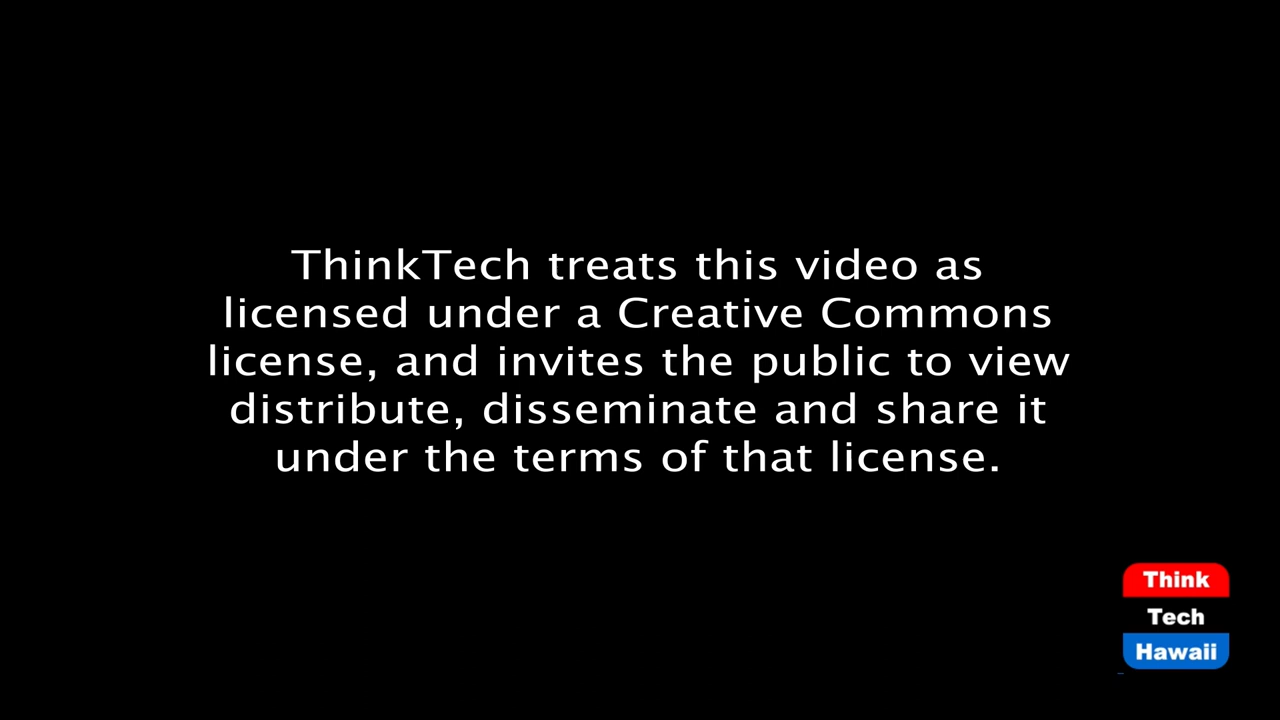 ThinkTech treats this video as
licensed under a Creative Commons
license, and invites the public to view
distribute, disseminate and share it
under the terms of that license.
Think
Tech
Hawaii